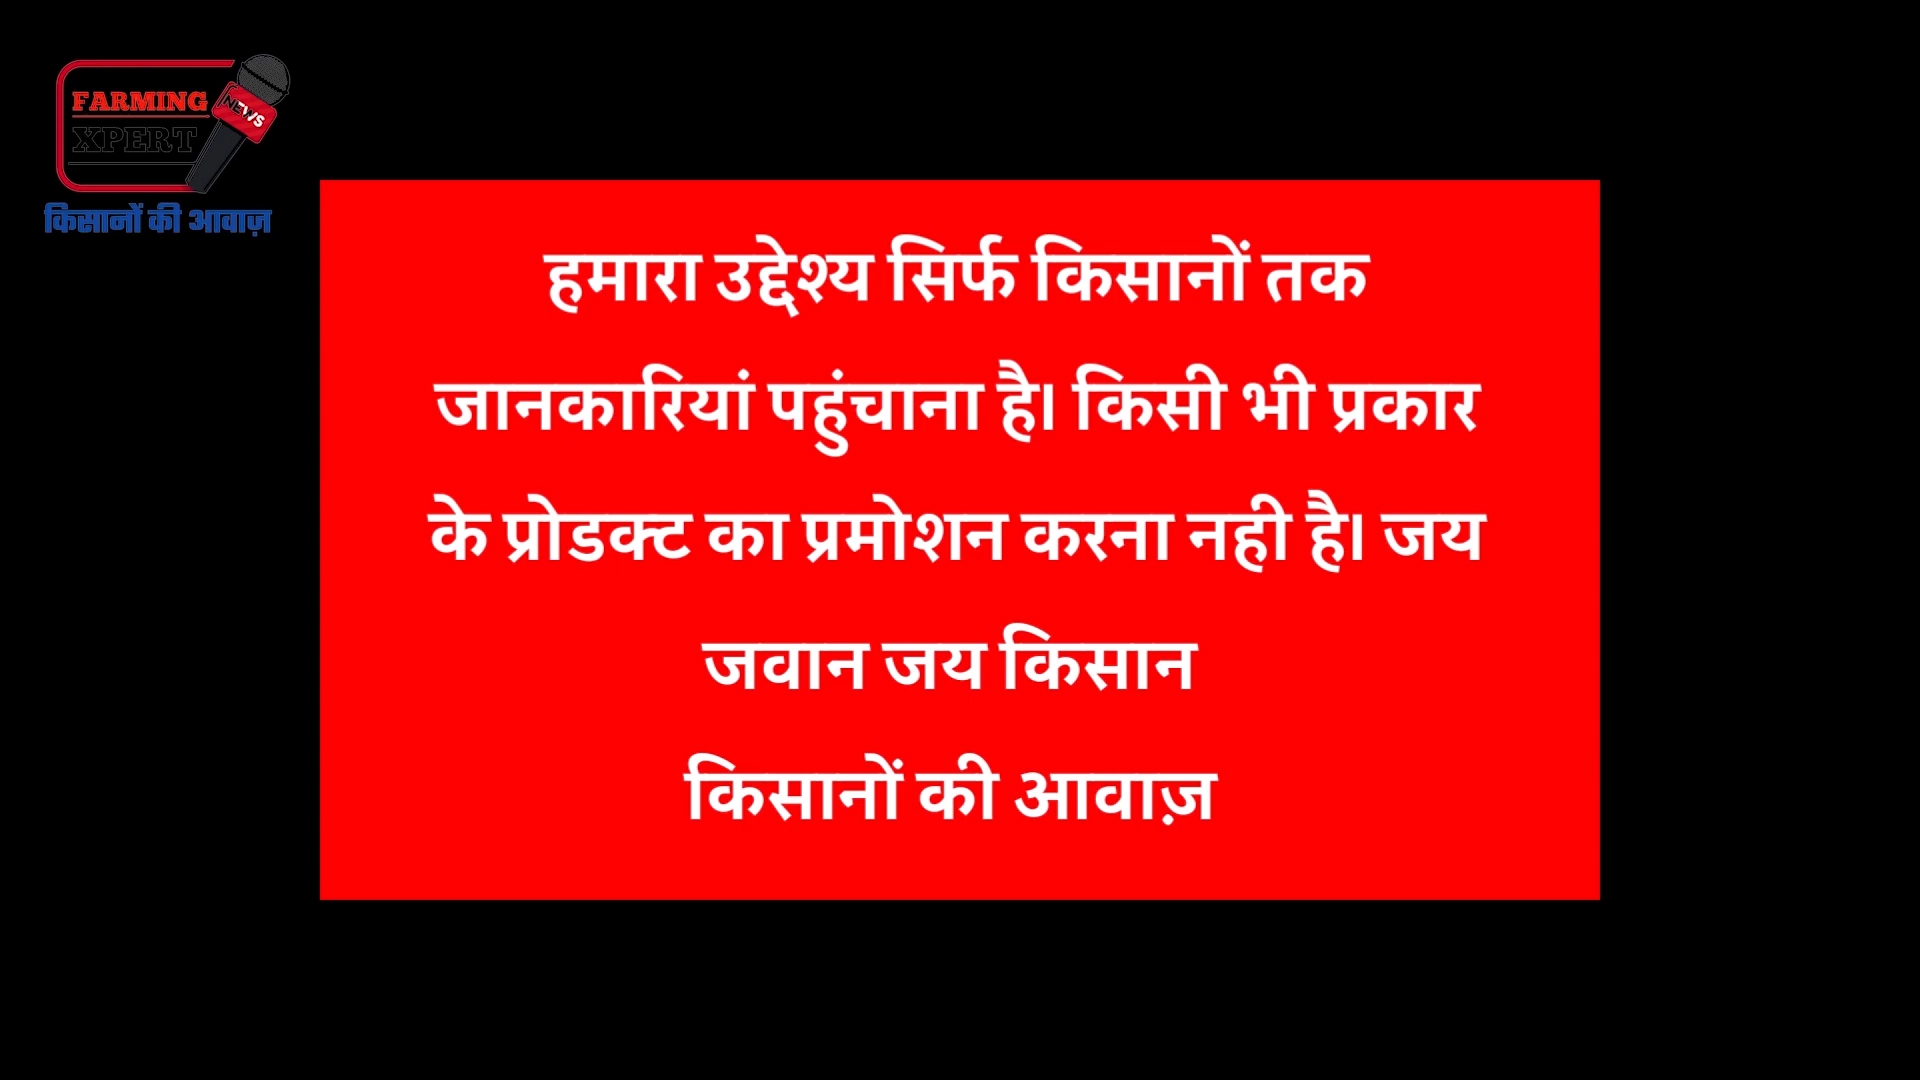 FARMING
XPERT
NEWS
किसानों की आवाज़
हमारा उद्देश्य सिर्फ किसानों तक
जानकारियां पहुंचाना है। किसी भी प्रकार
के प्रोडक्ट का प्रमोशन करना नही है। जय
जवान जय किसान
किसानों की आवाज़